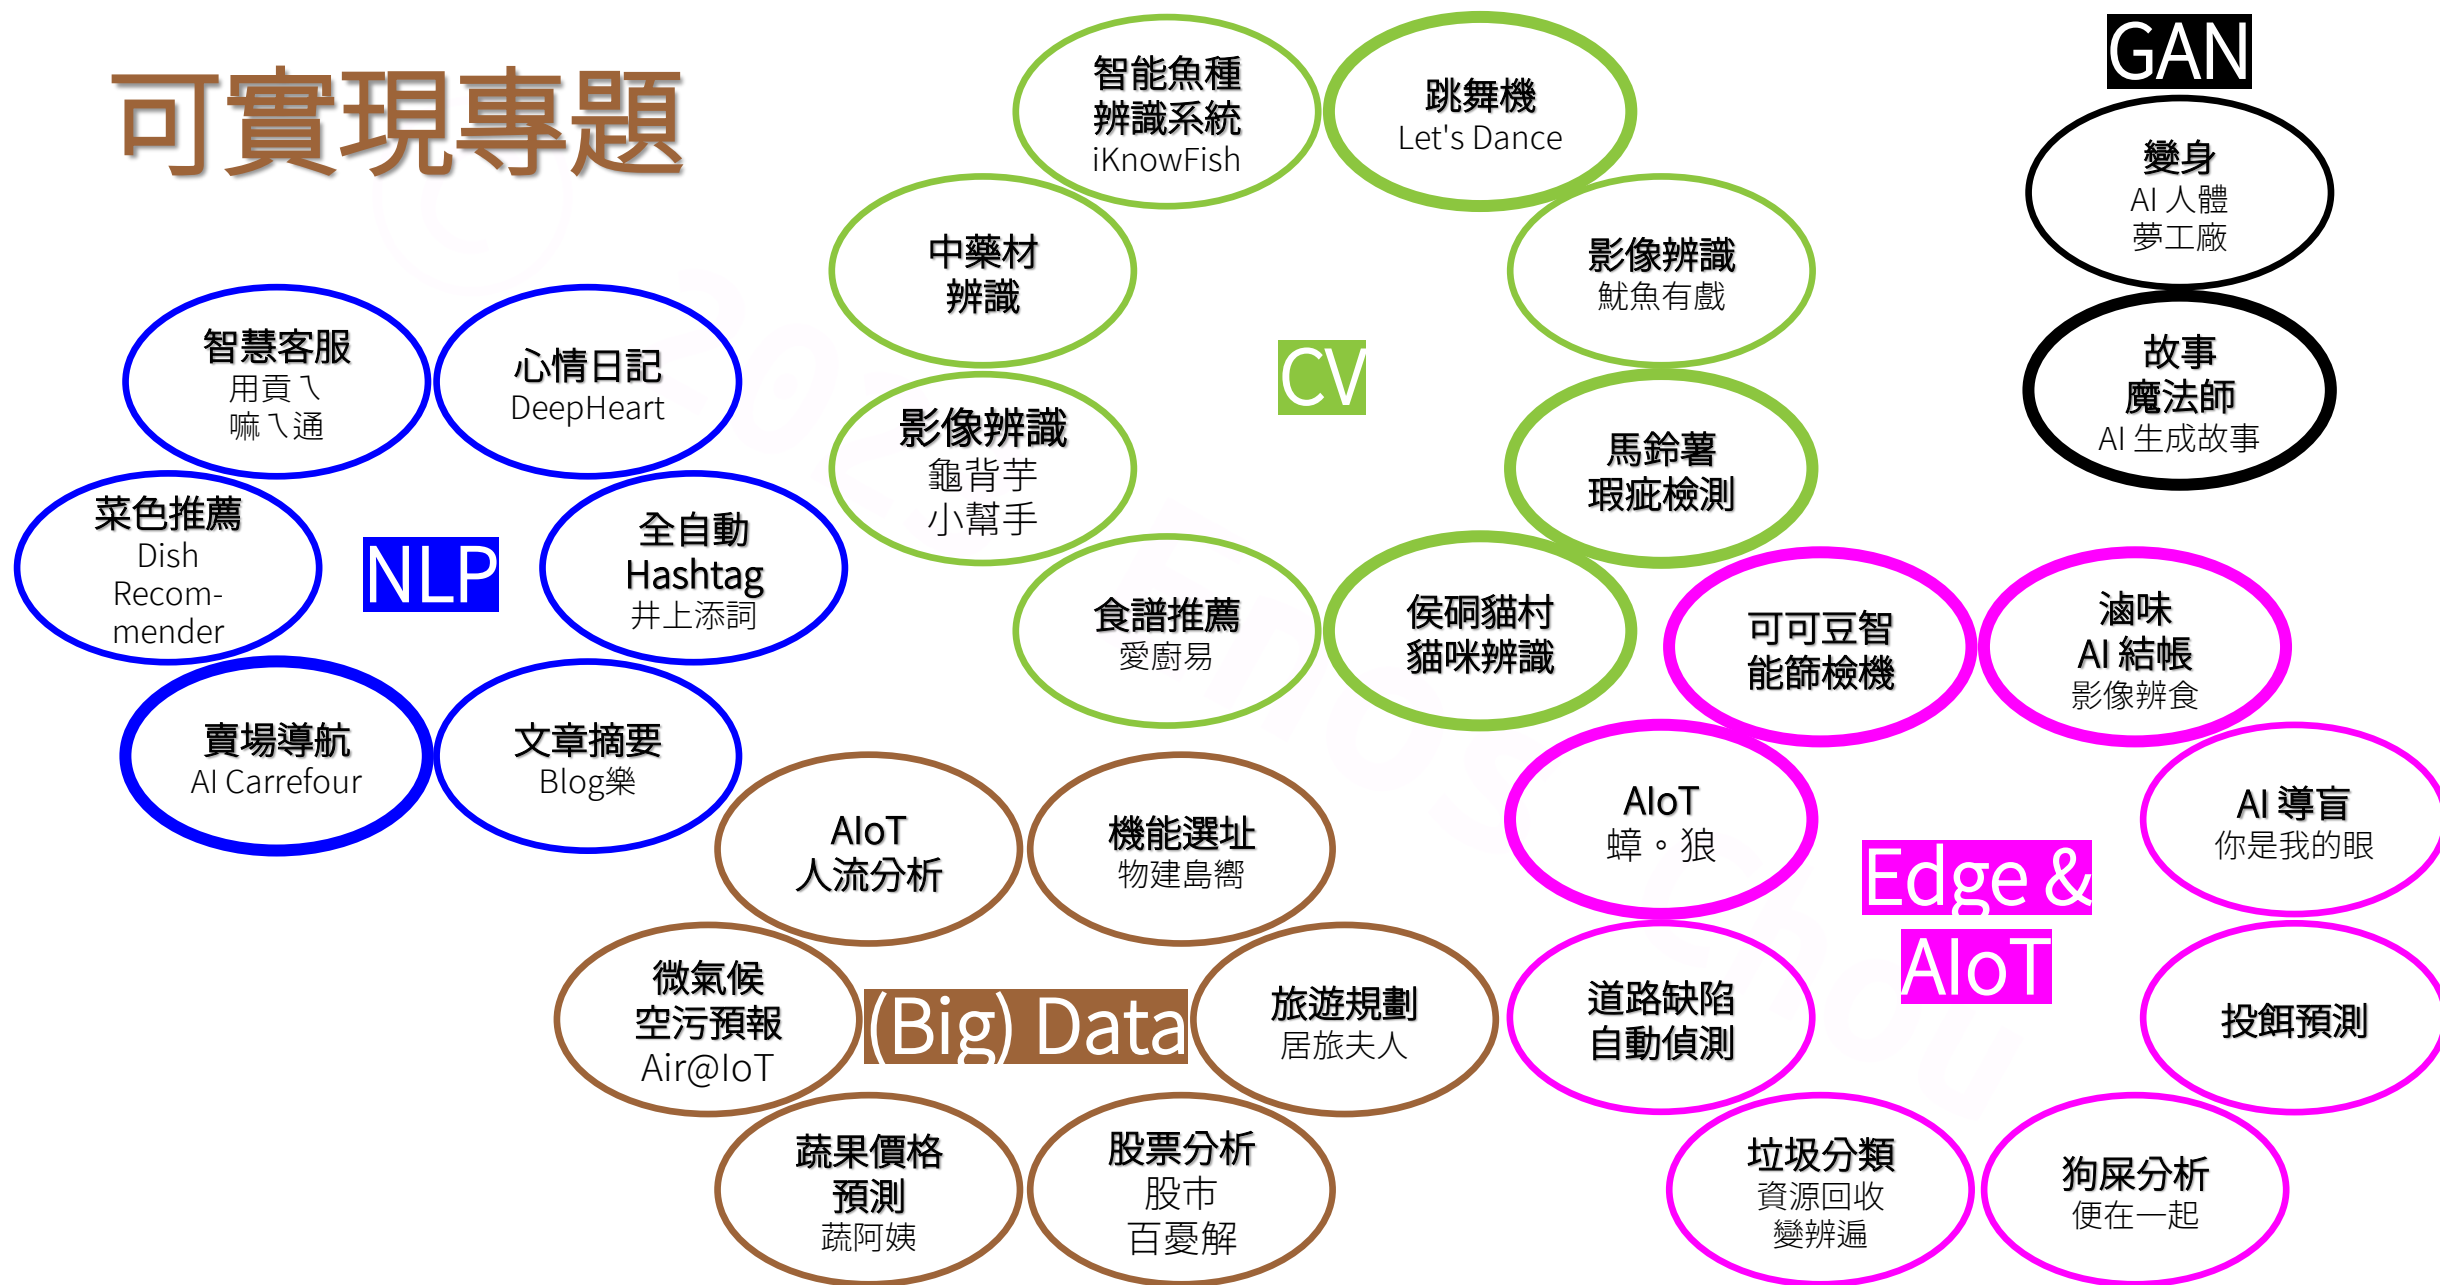 可實現專題
NLP
智慧客服
用貢ㄟ
嘛ㄟ通
心情日記
DeepHeart
菜色推薦
Dish
Recom-
mender
全自動
Hashtag
井上添詞
賣場導航
AI Carrefour
文章摘要
Blog樂
CV
智能魚種
辨識系統
iKnowFish
跳舞機
Let's Dance
中藥材
辨識
影像辨識
魷魚有戲
影像辨識
龜背芋
小幫手
馬鈴薯
瑕疵檢測
食譜推薦
愛廚易
侯硐貓村
貓咪辨識
GAN
變身
AI 人體
夢工廠
故事
魔法師
AI 生成故事
(Big) Data
AIoT
人流分析
機能選址
物建島嚮
微氣候
空污預報
Air@IoT
旅遊規劃
居旅夫人
蔬果價格
預測
蔬阿姨
股票分析
股市
百憂解
Edge &
AIoT
可可豆智
能篩檢機
滷味
AI 結帳
影像辨食
AIoT
蟑。狼
AI 導盲
你是我的眼
道路缺陷
自動偵測
投餌預測
垃圾分類
資源回收
變辨遍
狗屎分析
便在一起